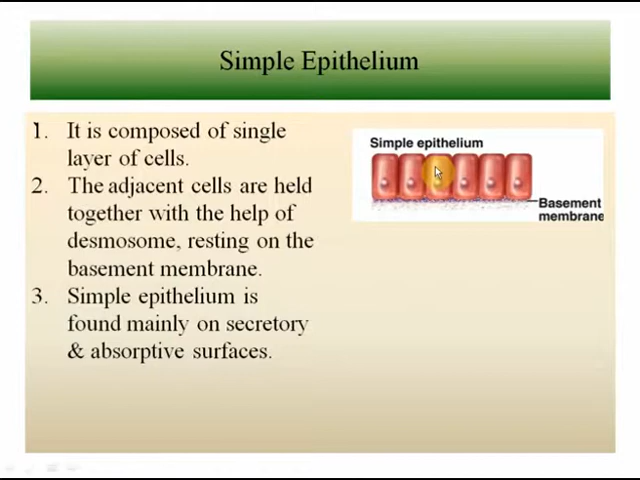 Simple Epithelium
1. It is composed of single
layer of cells.
2. The adjacent cells are held
together with the help of
desmosome, resting on the
basement membrane.
3. Simple epithelium is
found mainly on secretory
& absorptive surfaces.
Simple epithelium
Basement
membrane